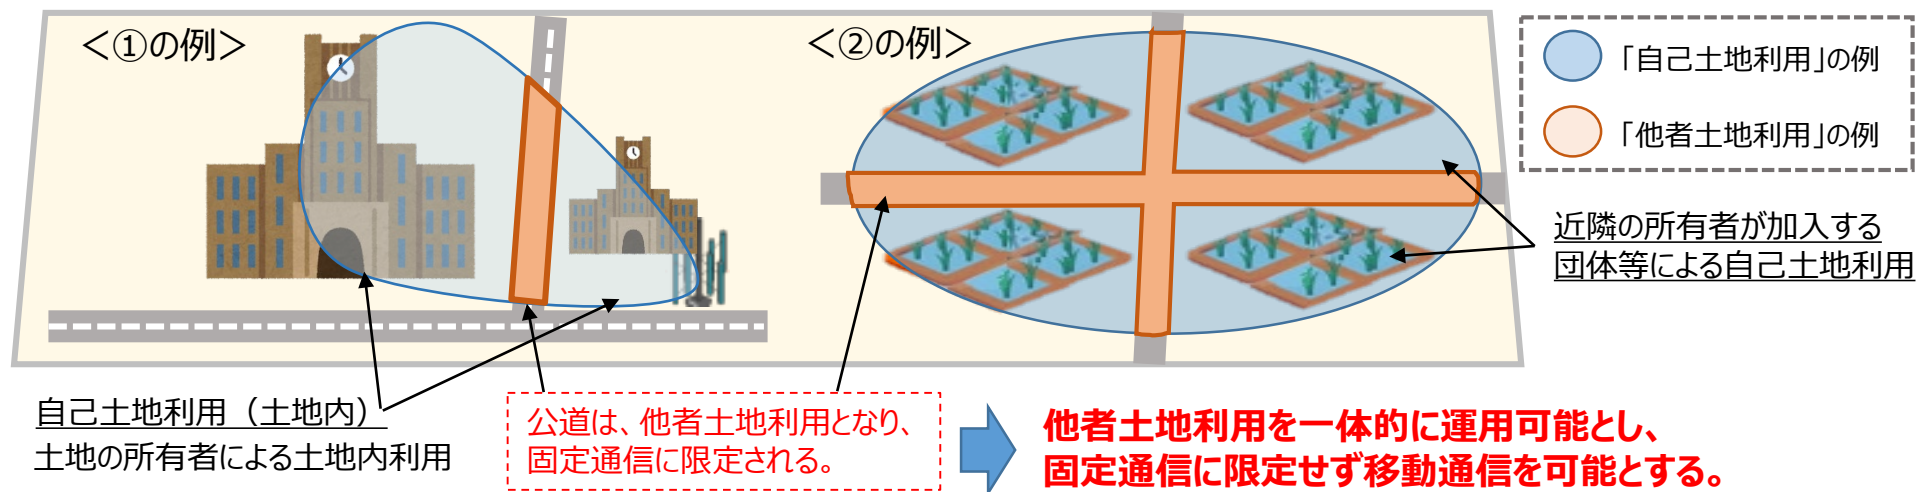 ＜①の例＞
＜②の例＞
「自己土地利用」の例
「他者土地利用」の例
近隣の所有者が加入する
団体等による自己土地利用
自己土地利用（土地内）
土地の所有者による土地内利用
公道は、他者土地利用となり、
固定通信に限定される。
他者土地利用を一体的に運用可能とし、
固定通信に限定せず移動通信を可能とする。